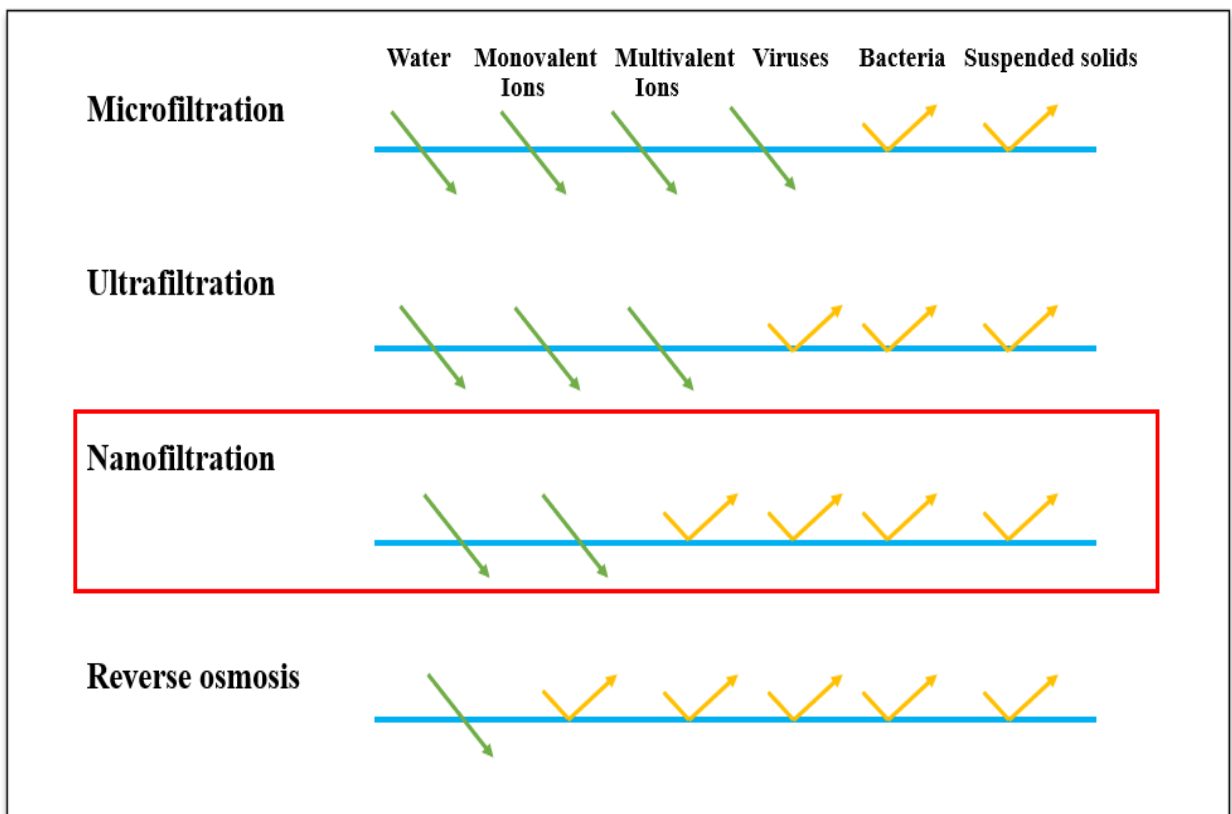 Water Monovalent Multivalent Viruses Bacteria Suspended solids
Ions Ions
Microfiltration
Ultrafiltration
Nanofiltration
Reverse osmosis